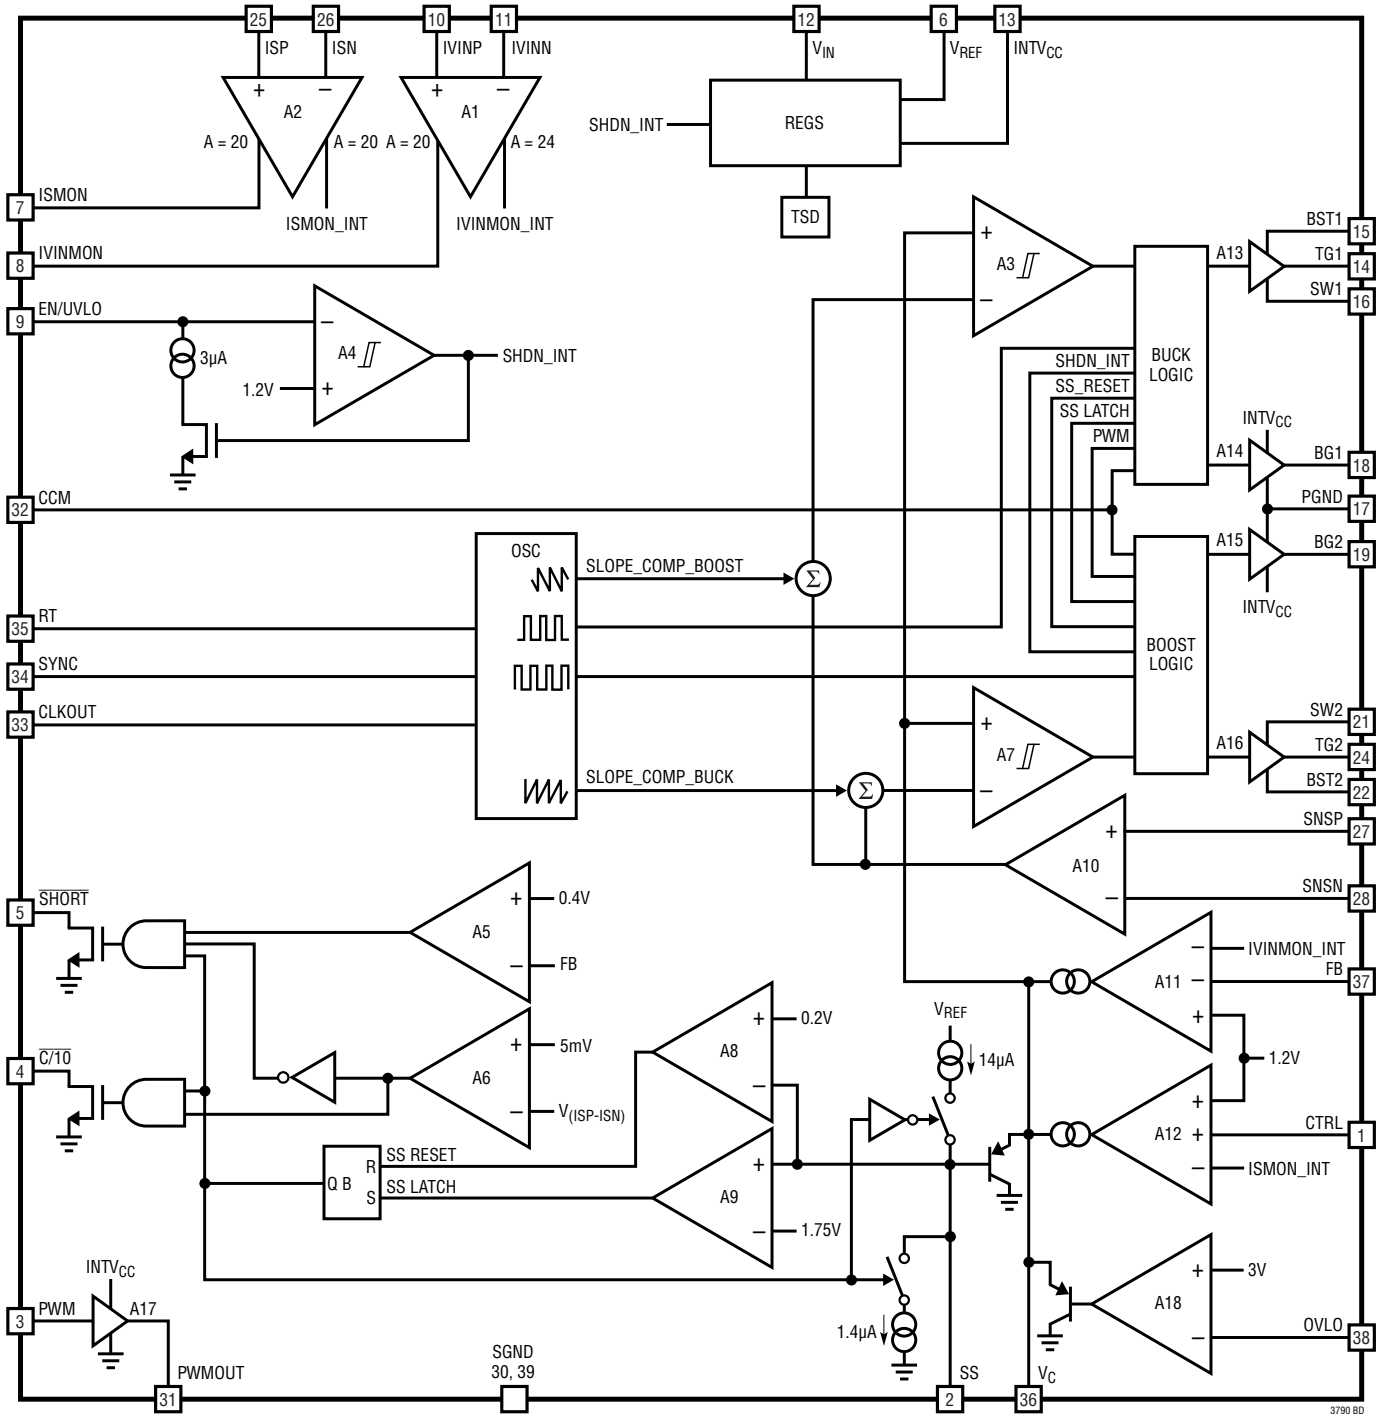 25 26 10 11 12 6 13
ISP ISN IVINP IVINN VIN VREF INTVCC
+ − + −
A2 A1
A = 20 A = 20 A = 20 A = 24
REGS
SHDN_INT
TSD
7 ISMON
ISMON_INT IVINMON_INT
8 IVINMON
9 EN/UVLO
3µA
1.2V
−
A4
+
SHDN_INT
+
A3
−
BUCK
LOGIC
SHDN_INT
SS_RESET
SS LATCH
PWM
A13
BST1 15
TG1 14
SW1 16
INTVCC
A14
BG1 18
PGND 17
A15
BG2 19
INTVCC
32 CCM
OSC
SLOPE_COMP_BOOST
Σ
35 RT
34 SYNC
33 CLKOUT
BOOST
LOGIC
SLOPE_COMP_BUCK
Σ
+
A7
−
A16
SW2 21
TG2 24
BST2 22
SNSP 27
+
A10
−
SNSN 28
5 SHORT
+ 0.4V
A5
− FB
− IVINMON_INT
A11 − FB 37
+
1.2V
4 C/10
+ 5mV
A6
− V(ISP-ISN)
+ 0.2V
A8
−
VREF
14µA
+
A12 + CTRL 1
− ISMON_INT
SS RESET
R
Q B
S
SS LATCH
+
A9
− 1.75V
1.4µA
+ 3V
A18
− OVLO 38
INTVCC
3 PWM A17
PWMOUT
31
SGND
30, 39
SS
2
VC
36
3790 BD